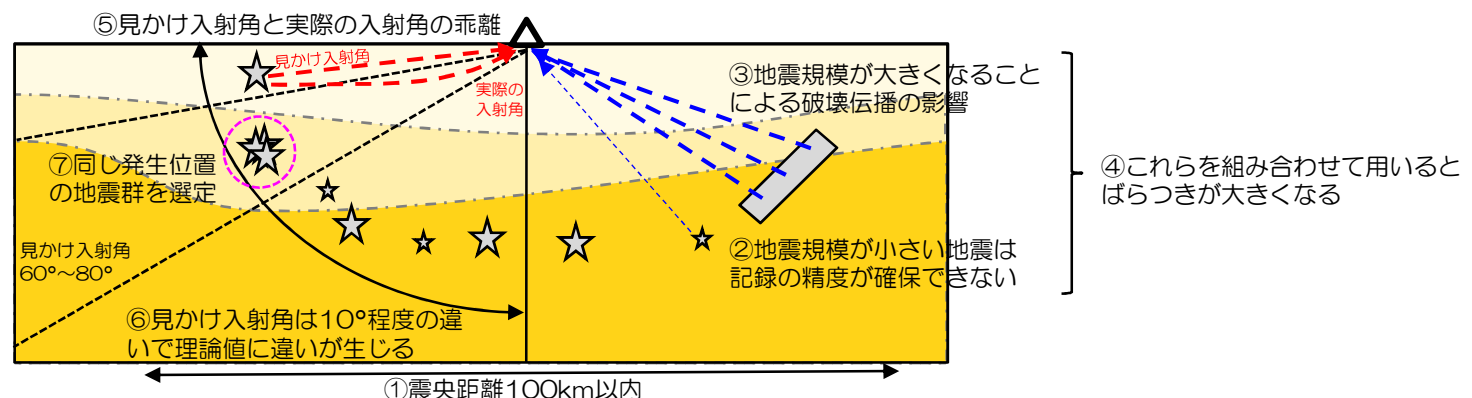 ⑤見かけ入射角と実際の入射角の乖離
見かけ入射角
実際の
入射角
③地震規模が大きくなること
による破壊伝播の影響
⑦同じ発生位置
の地震群を選定
④これらを組み合わせて用いると
ばらつきが大きくなる
見かけ入射角
60°～80°
②地震規模が小さい地震は
記録の精度が確保できない
⑥見かけ入射角は10°程度の違
いで理論値に違いが生じる
①震央距離100km以内